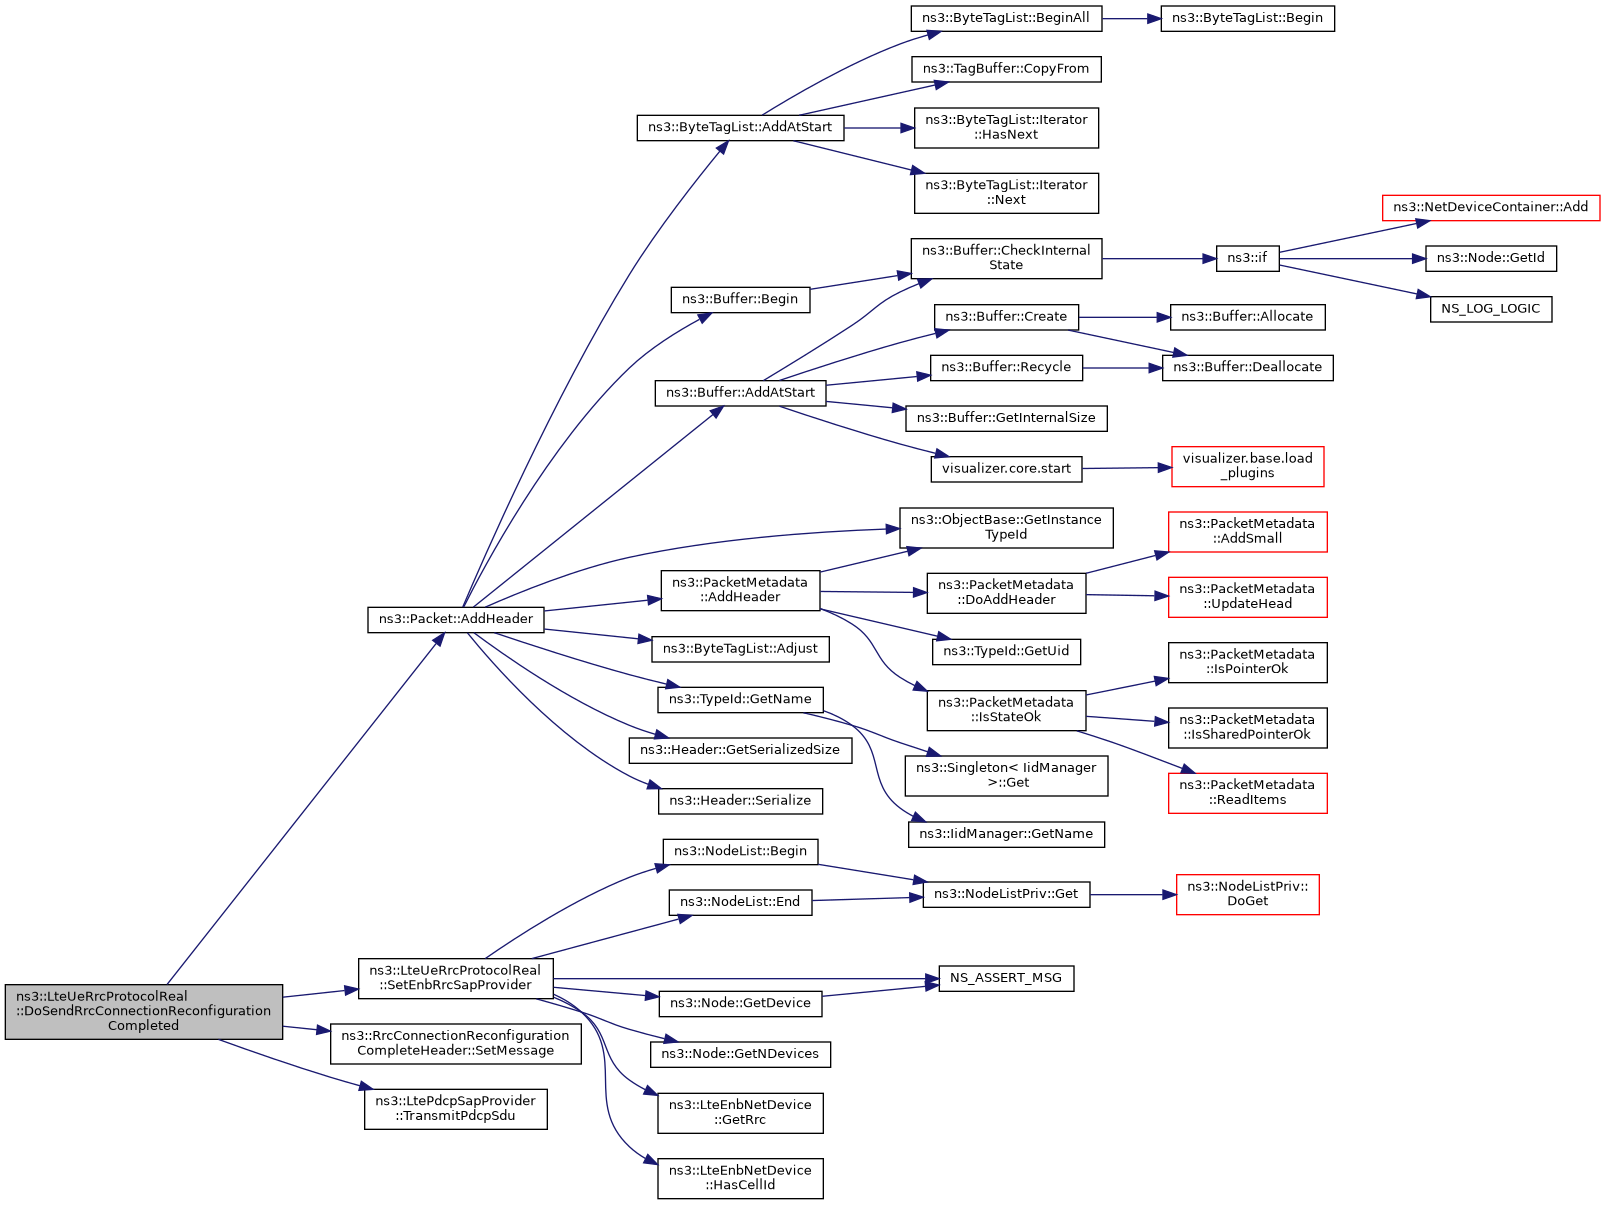 ns3::ByteTagList::BeginAll
ns3::ByteTagList::Begin
ns3::TagBuffer::CopyFrom
ns3::ByteTagList::AddAtStart
ns3::ByteTagList::Iterator
::HasNext
ns3::ByteTagList::Iterator
::Next
ns3::NetDeviceContainer::Add
ns3::Buffer::CheckInternal
State
ns3::if
ns3::Node::GetId
ns3::Buffer::Begin
NS_LOG_LOGIC
ns3::Buffer::Create
ns3::Buffer::Allocate
ns3::Buffer::Recycle
ns3::Buffer::Deallocate
ns3::Buffer::AddAtStart
ns3::Buffer::GetInternalSize
visualizer.core.start
visualizer.base.load
_plugins
ns3::ObjectBase::GetInstance
TypeId
ns3::PacketMetadata
::AddSmall
ns3::PacketMetadata
::AddHeader
ns3::PacketMetadata
::DoAddHeader
ns3::PacketMetadata
::UpdateHead
ns3::Packet::AddHeader
ns3::ByteTagList::Adjust
ns3::TypeId::GetUid
ns3::PacketMetadata
::IsPointerOk
ns3::TypeId::GetName
ns3::PacketMetadata
::IsStateOk
ns3::PacketMetadata
::IsSharedPointerOk
ns3::Header::GetSerializedSize
ns3::Singleton< IidManager
>::Get
ns3::PacketMetadata
::ReadItems
ns3::Header::Serialize
ns3::IidManager::GetName
ns3::NodeList::Begin
ns3::NodeList::End
ns3::NodeListPriv::Get
ns3::NodeListPriv::
DoGet
ns3::LteUeRrcProtocolReal
::SetEnbRrcSapProvider
NS_ASSERT_MSG
ns3::LteUeRrcProtocolReal
::DoSendRrcConnectionReconfiguration
Completed
ns3::Node::GetDevice
ns3::RrcConnectionReconfiguration
CompleteHeader::SetMessage
ns3::Node::GetNDevices
ns3::LtePdcpSapProvider
::TransmitPdcpSdu
ns3::LteEnbNetDevice
::GetRrc
ns3::LteEnbNetDevice
::HasCellId